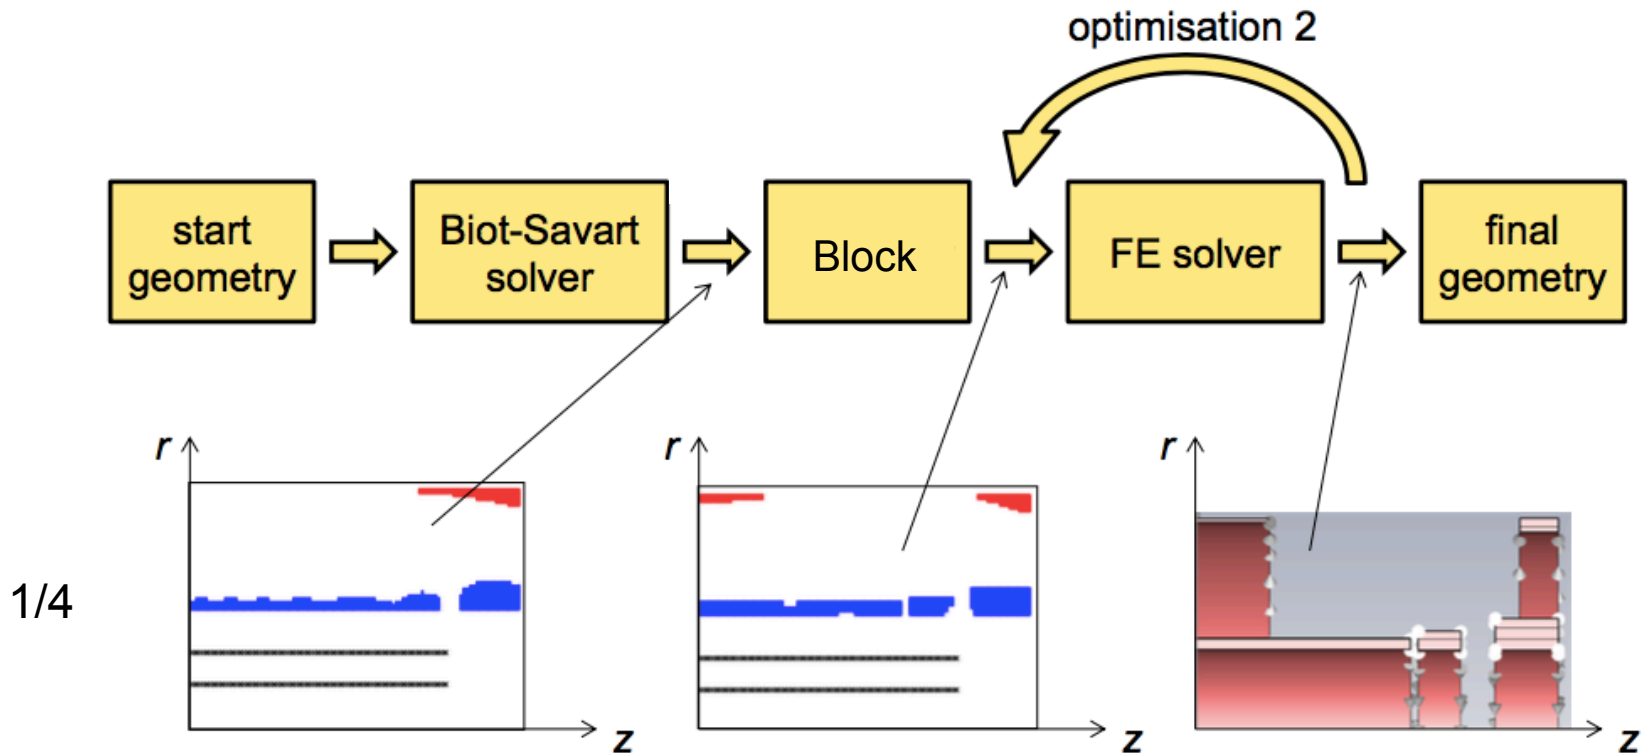 optimisation 2
start
geometry
Biot-Savart
solver
Block
FE solver
final
geometry
1/4
r
z
r
z
r
z